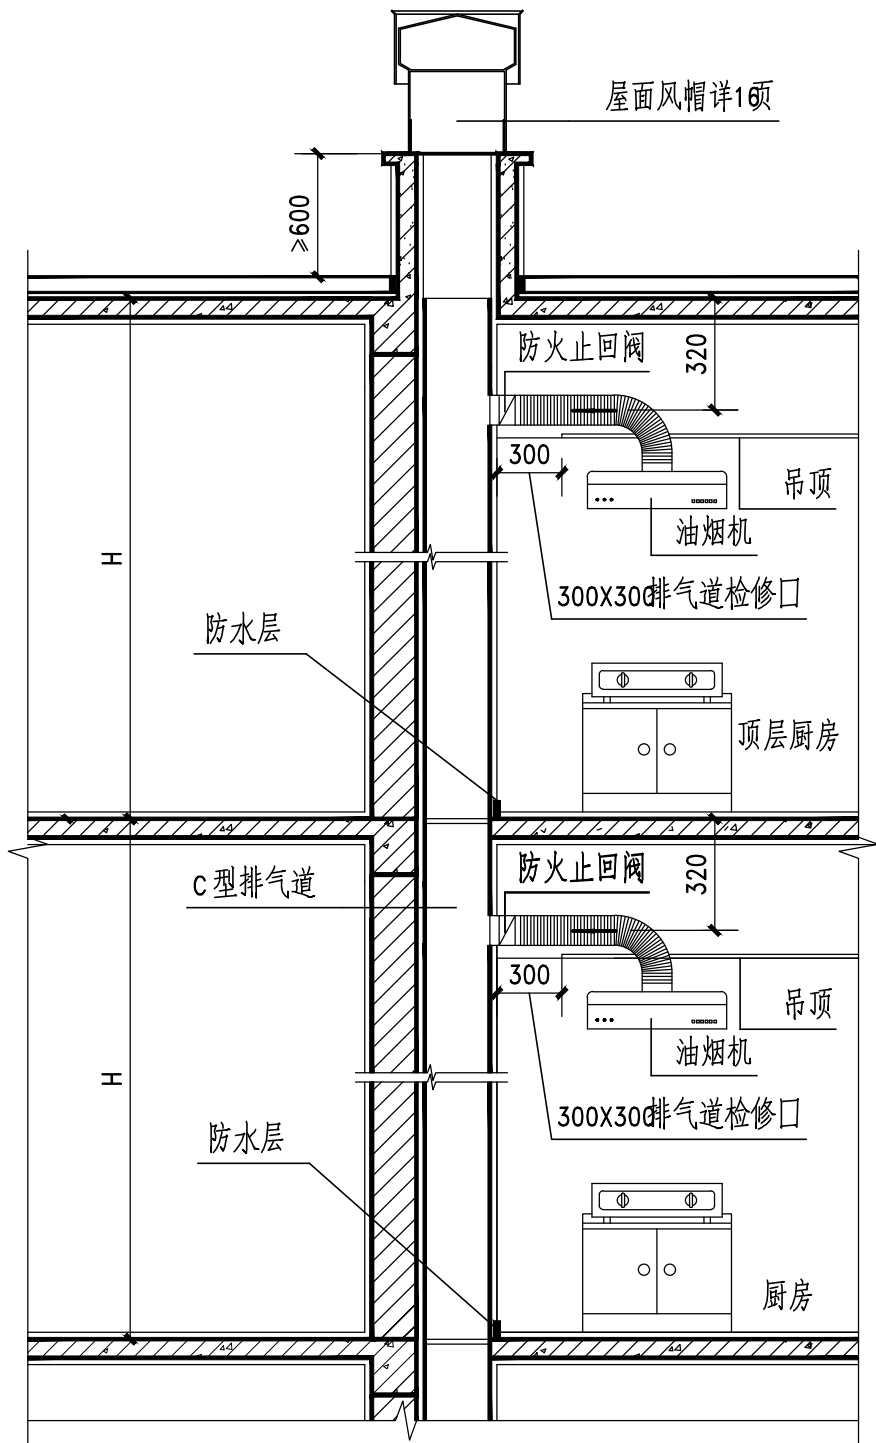 屋面风帽详16页
≥600
防火止回阀
320
300
吊顶
油烟机
H
300X300排气道检修口
防水层
顶层厨房
防火止回阀
320
C型排气道
300
吊顶
油烟机
H
300X300排气道检修口
防水层
厨房